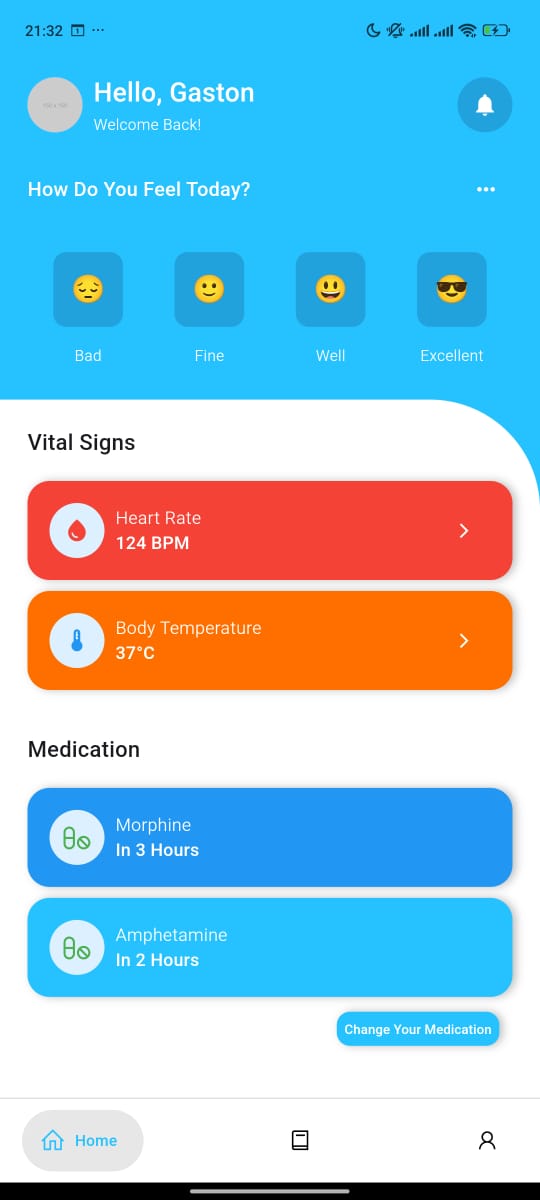 21:32
Hello, Gaston
Welcome Back!
How Do You Feel Today?
Bad
Fine
Well
Excellent
Vital Signs
Heart Rate
124 BPM
Body Temperature
37°C
Medication
Morphine
In 3 Hours
Amphetamine
In 2 Hours
Change Your Medication
Home